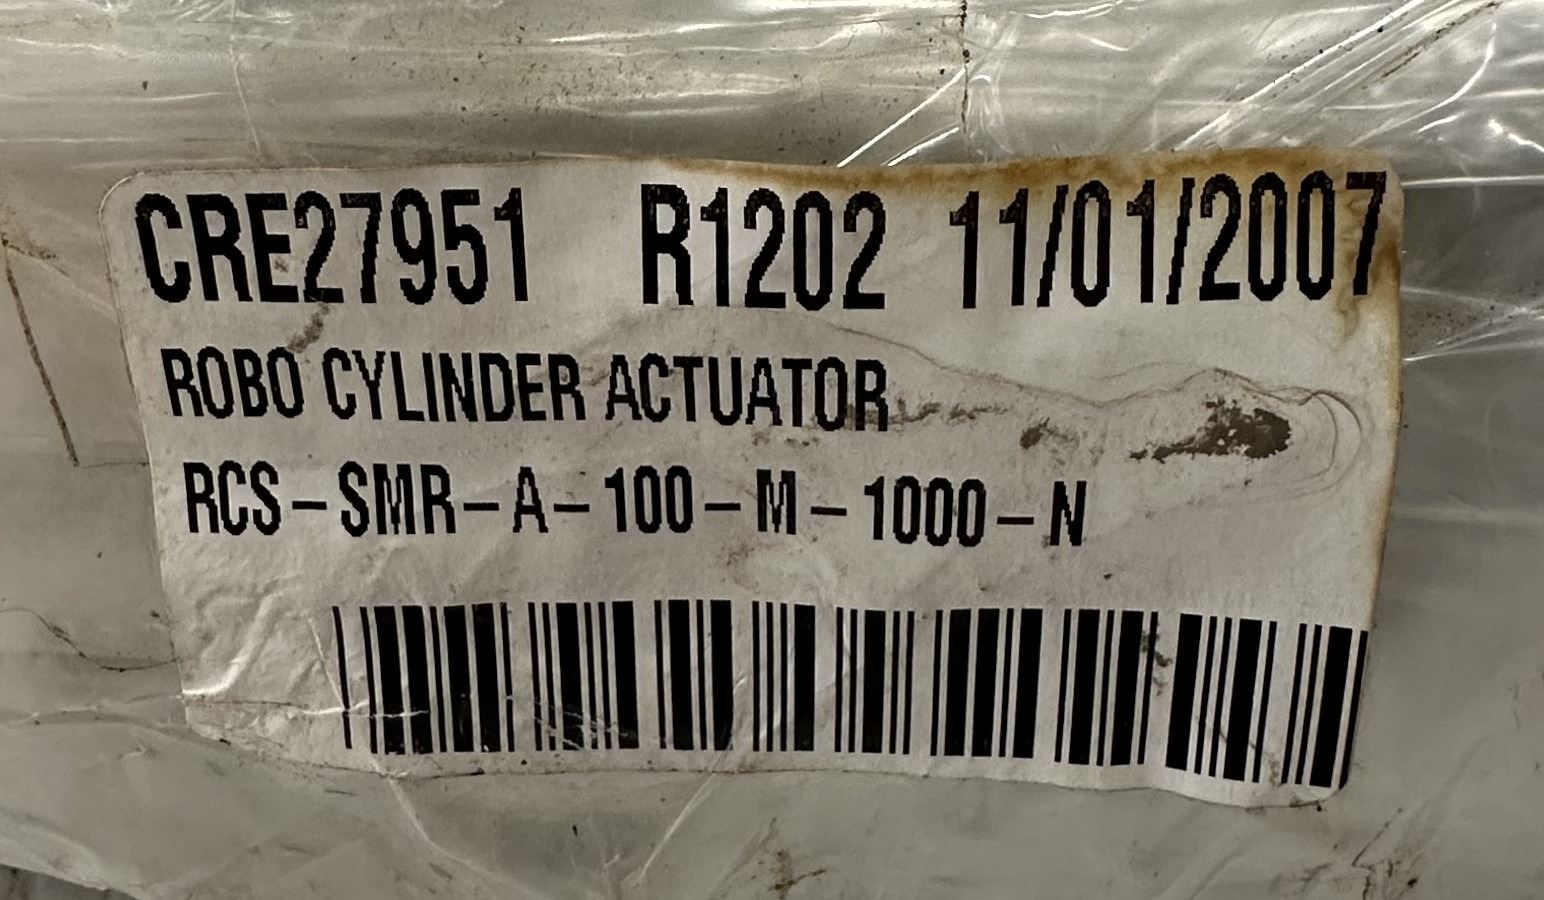 CRE27951 R1202 11/01/2007
ROBO CYLINDER ACTUATOR
RCS-SMR-A-100-M-1000-N